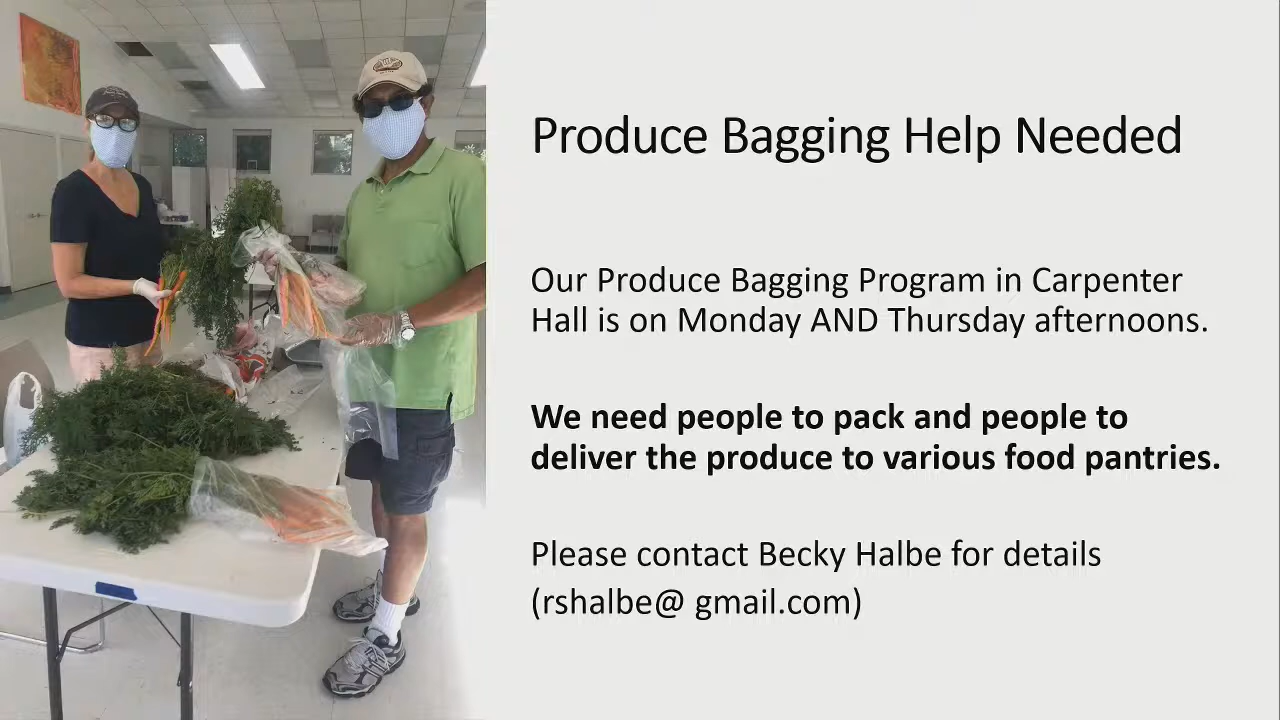 Produce Bagging Help Needed
Our Produce Bagging Program in Carpenter
Hall is on Monday AND Thursday afternoons.
We need people to pack and people to
deliver the produce to various food pantries.
Please contact Becky Halbe for details
(rshalbe@ gmail.com)